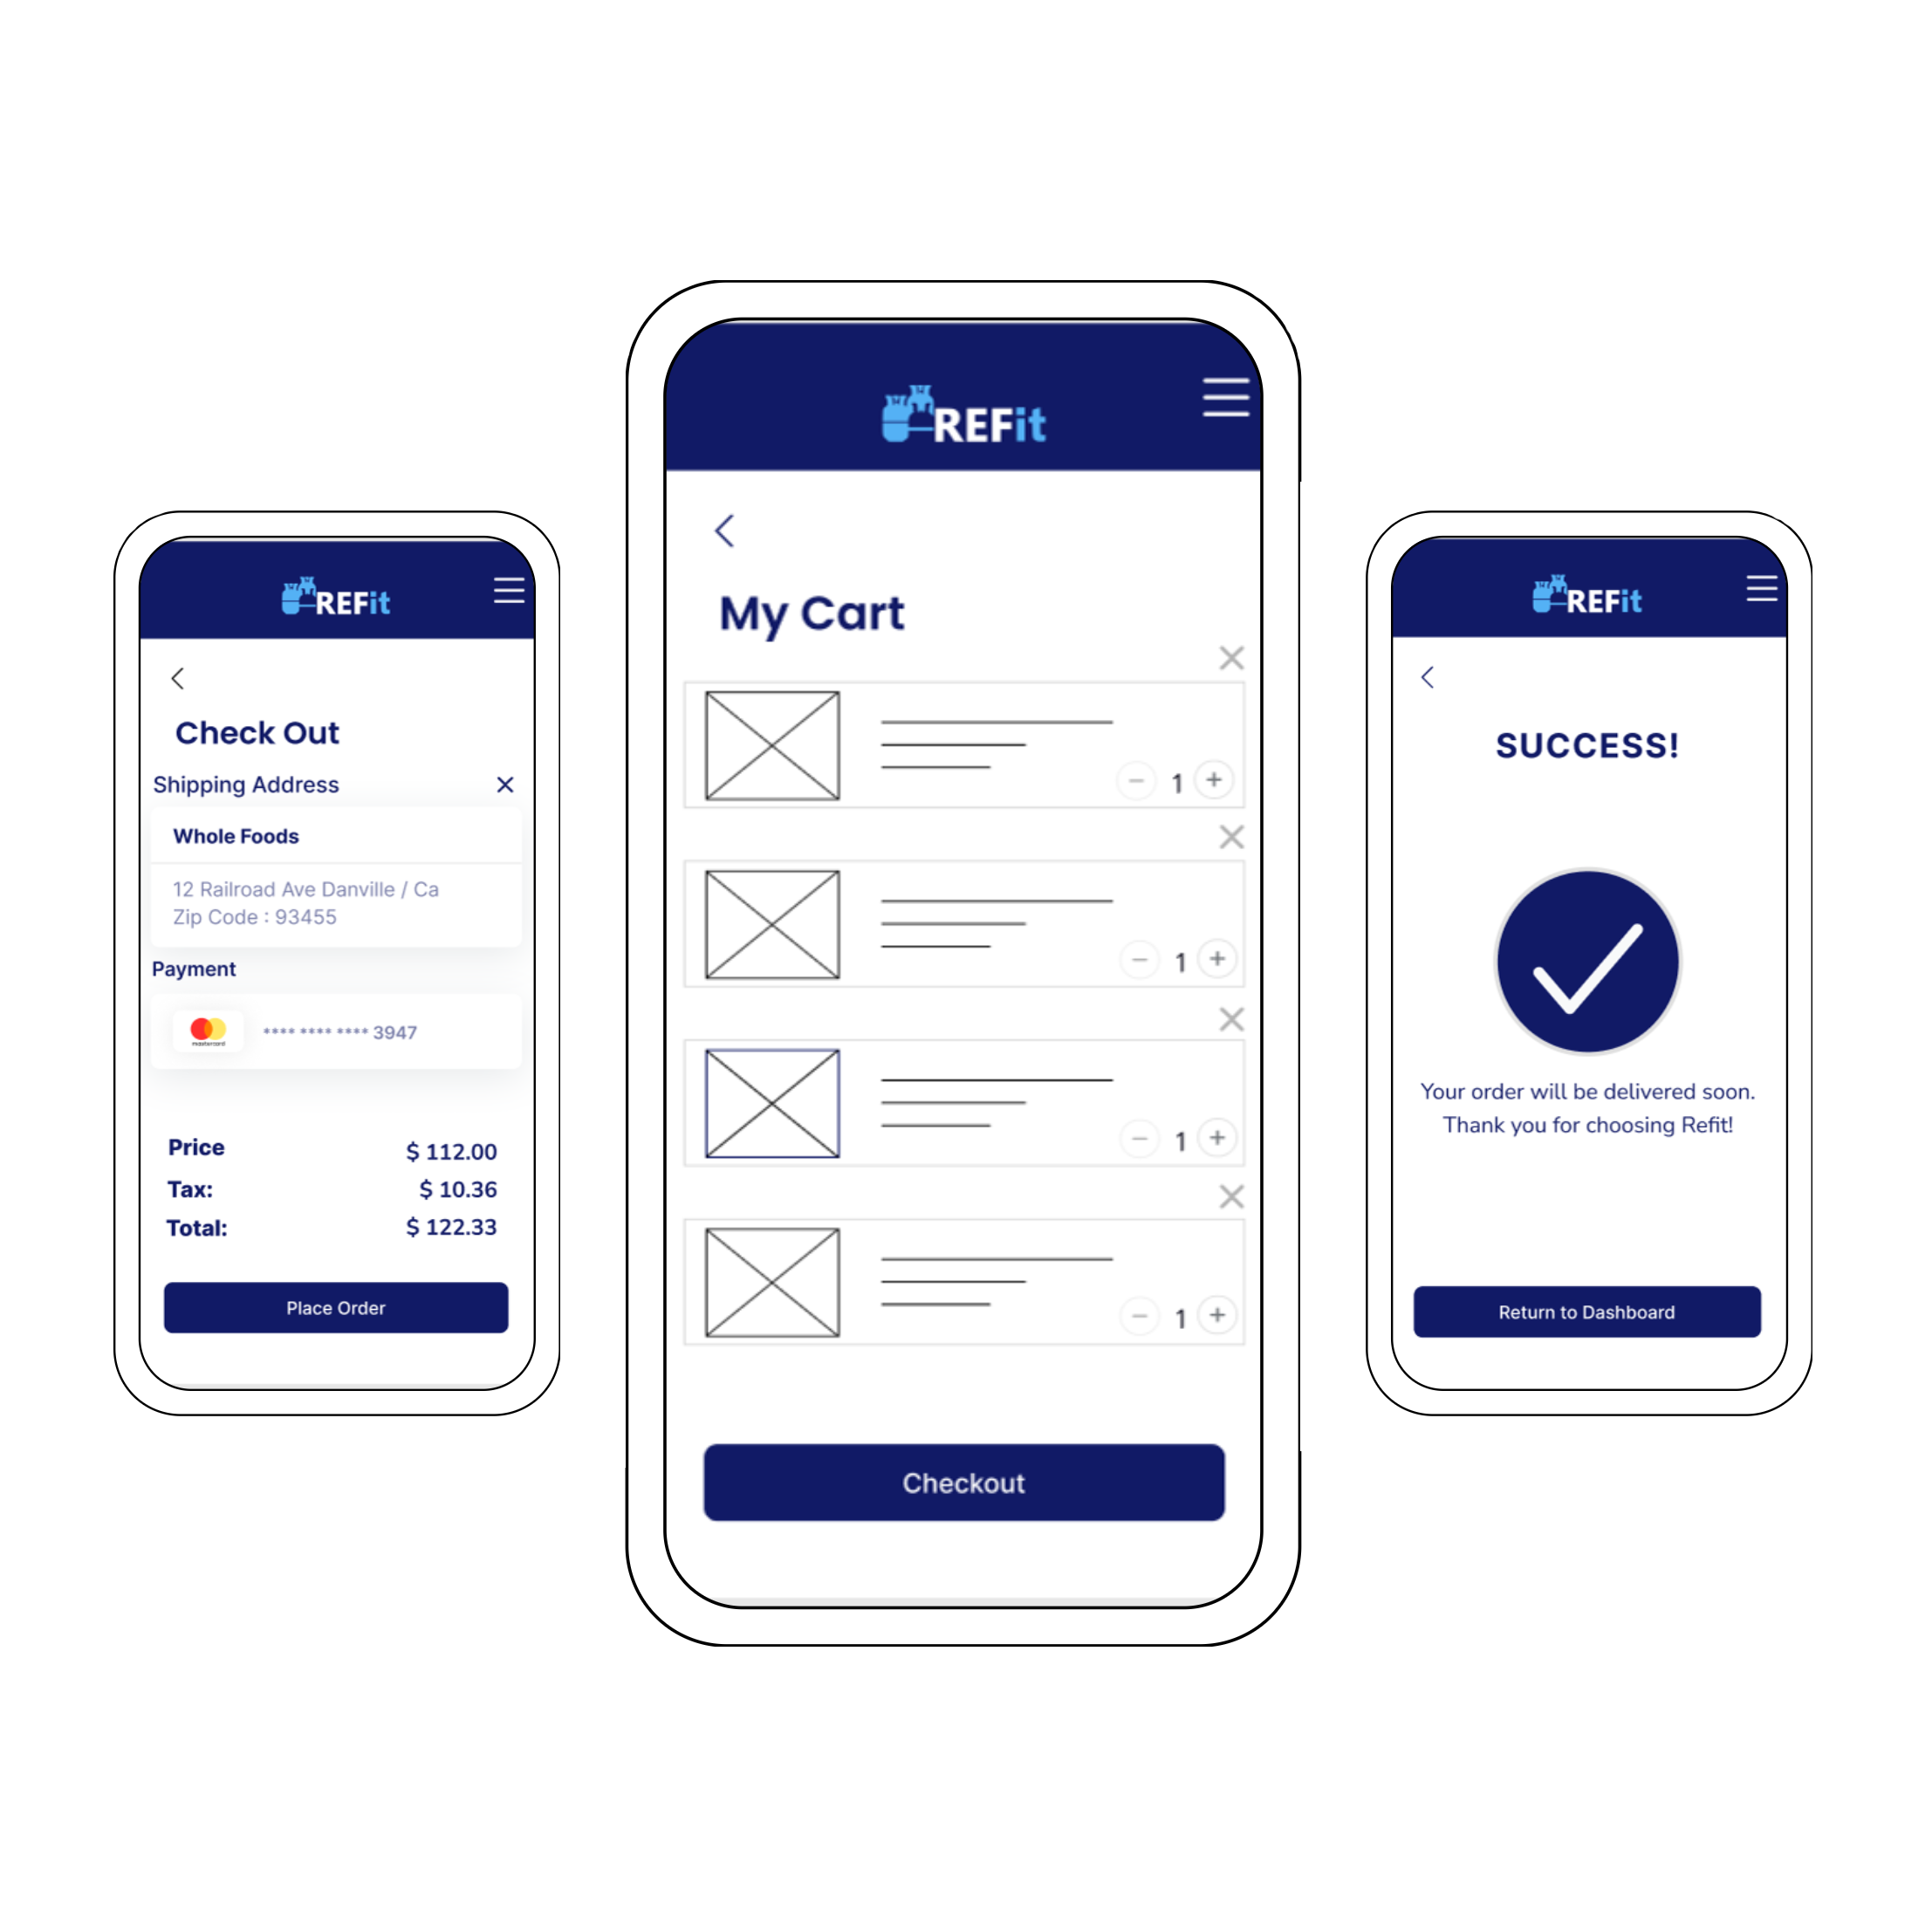 REFit
Check Out
Shipping Address
Whole Foods
12 Railroad Ave Danville / Ca
Zip Code : 93455
Payment
mastercard
**** **** **** 3947
Price $ 112.00
Tax: $ 10.36
Total: $ 122.33
Place Order
REFit
My Cart
1
1
1
1
Checkout
REFit
SUCCESS!
Your order will be delivered soon.
Thank you for choosing Refit!
Return to Dashboard